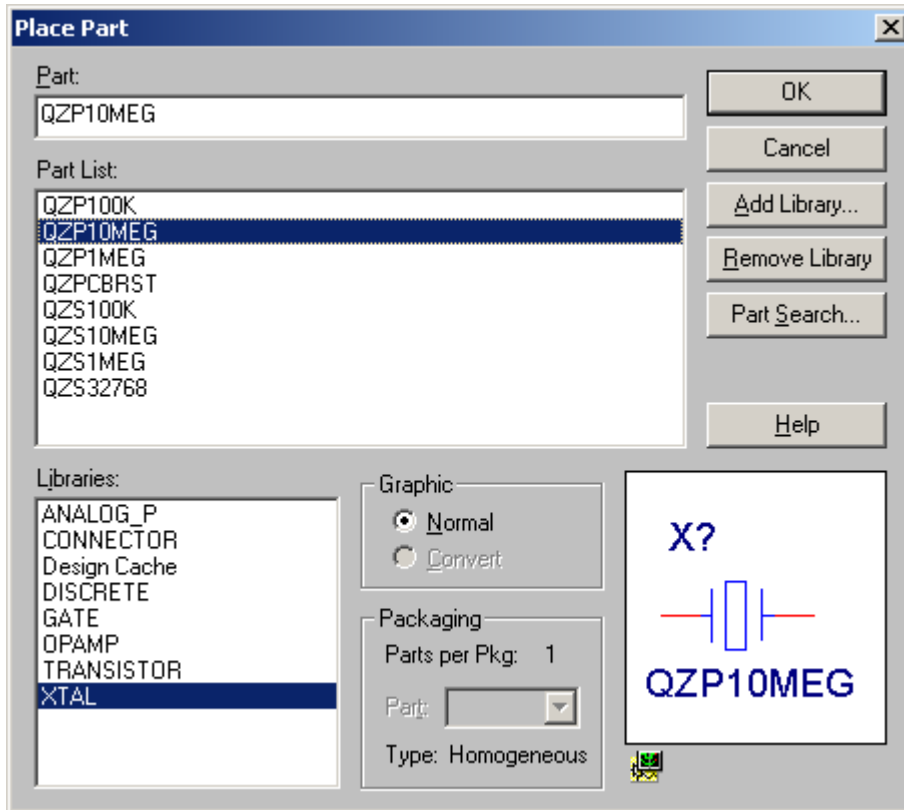 Place Part
Part:
QZP10MEG
Part List:
QZP100K
QZP10MEG
QZP1MEG
QZPCBRST
QZS100K
QZS10MEG
QZS1MEG
QZS32768
OK
Cancel
Add Library...
Remove Library
Part Search...
Help
Libraries:
ANALOG_P
CONNECTOR
Design Cache
DISCRETE
GATE
OPAMP
TRANSISTOR
XTAL
Graphic
Normal
Convert
Packaging
Parts per Pkg: 1
Part:
Type: Homogeneous
X?
QZP10MEG